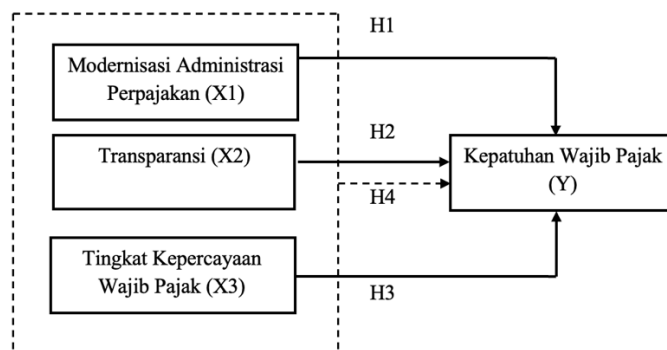 H1
Modernisasi Administrasi
Perpajakan (X1)
H2
Transparansi (X2)
Kepatuhan Wajib Pajak
(Y)
H4
Tingkat Kepercayaan
Wajib Pajak (X3)
H3